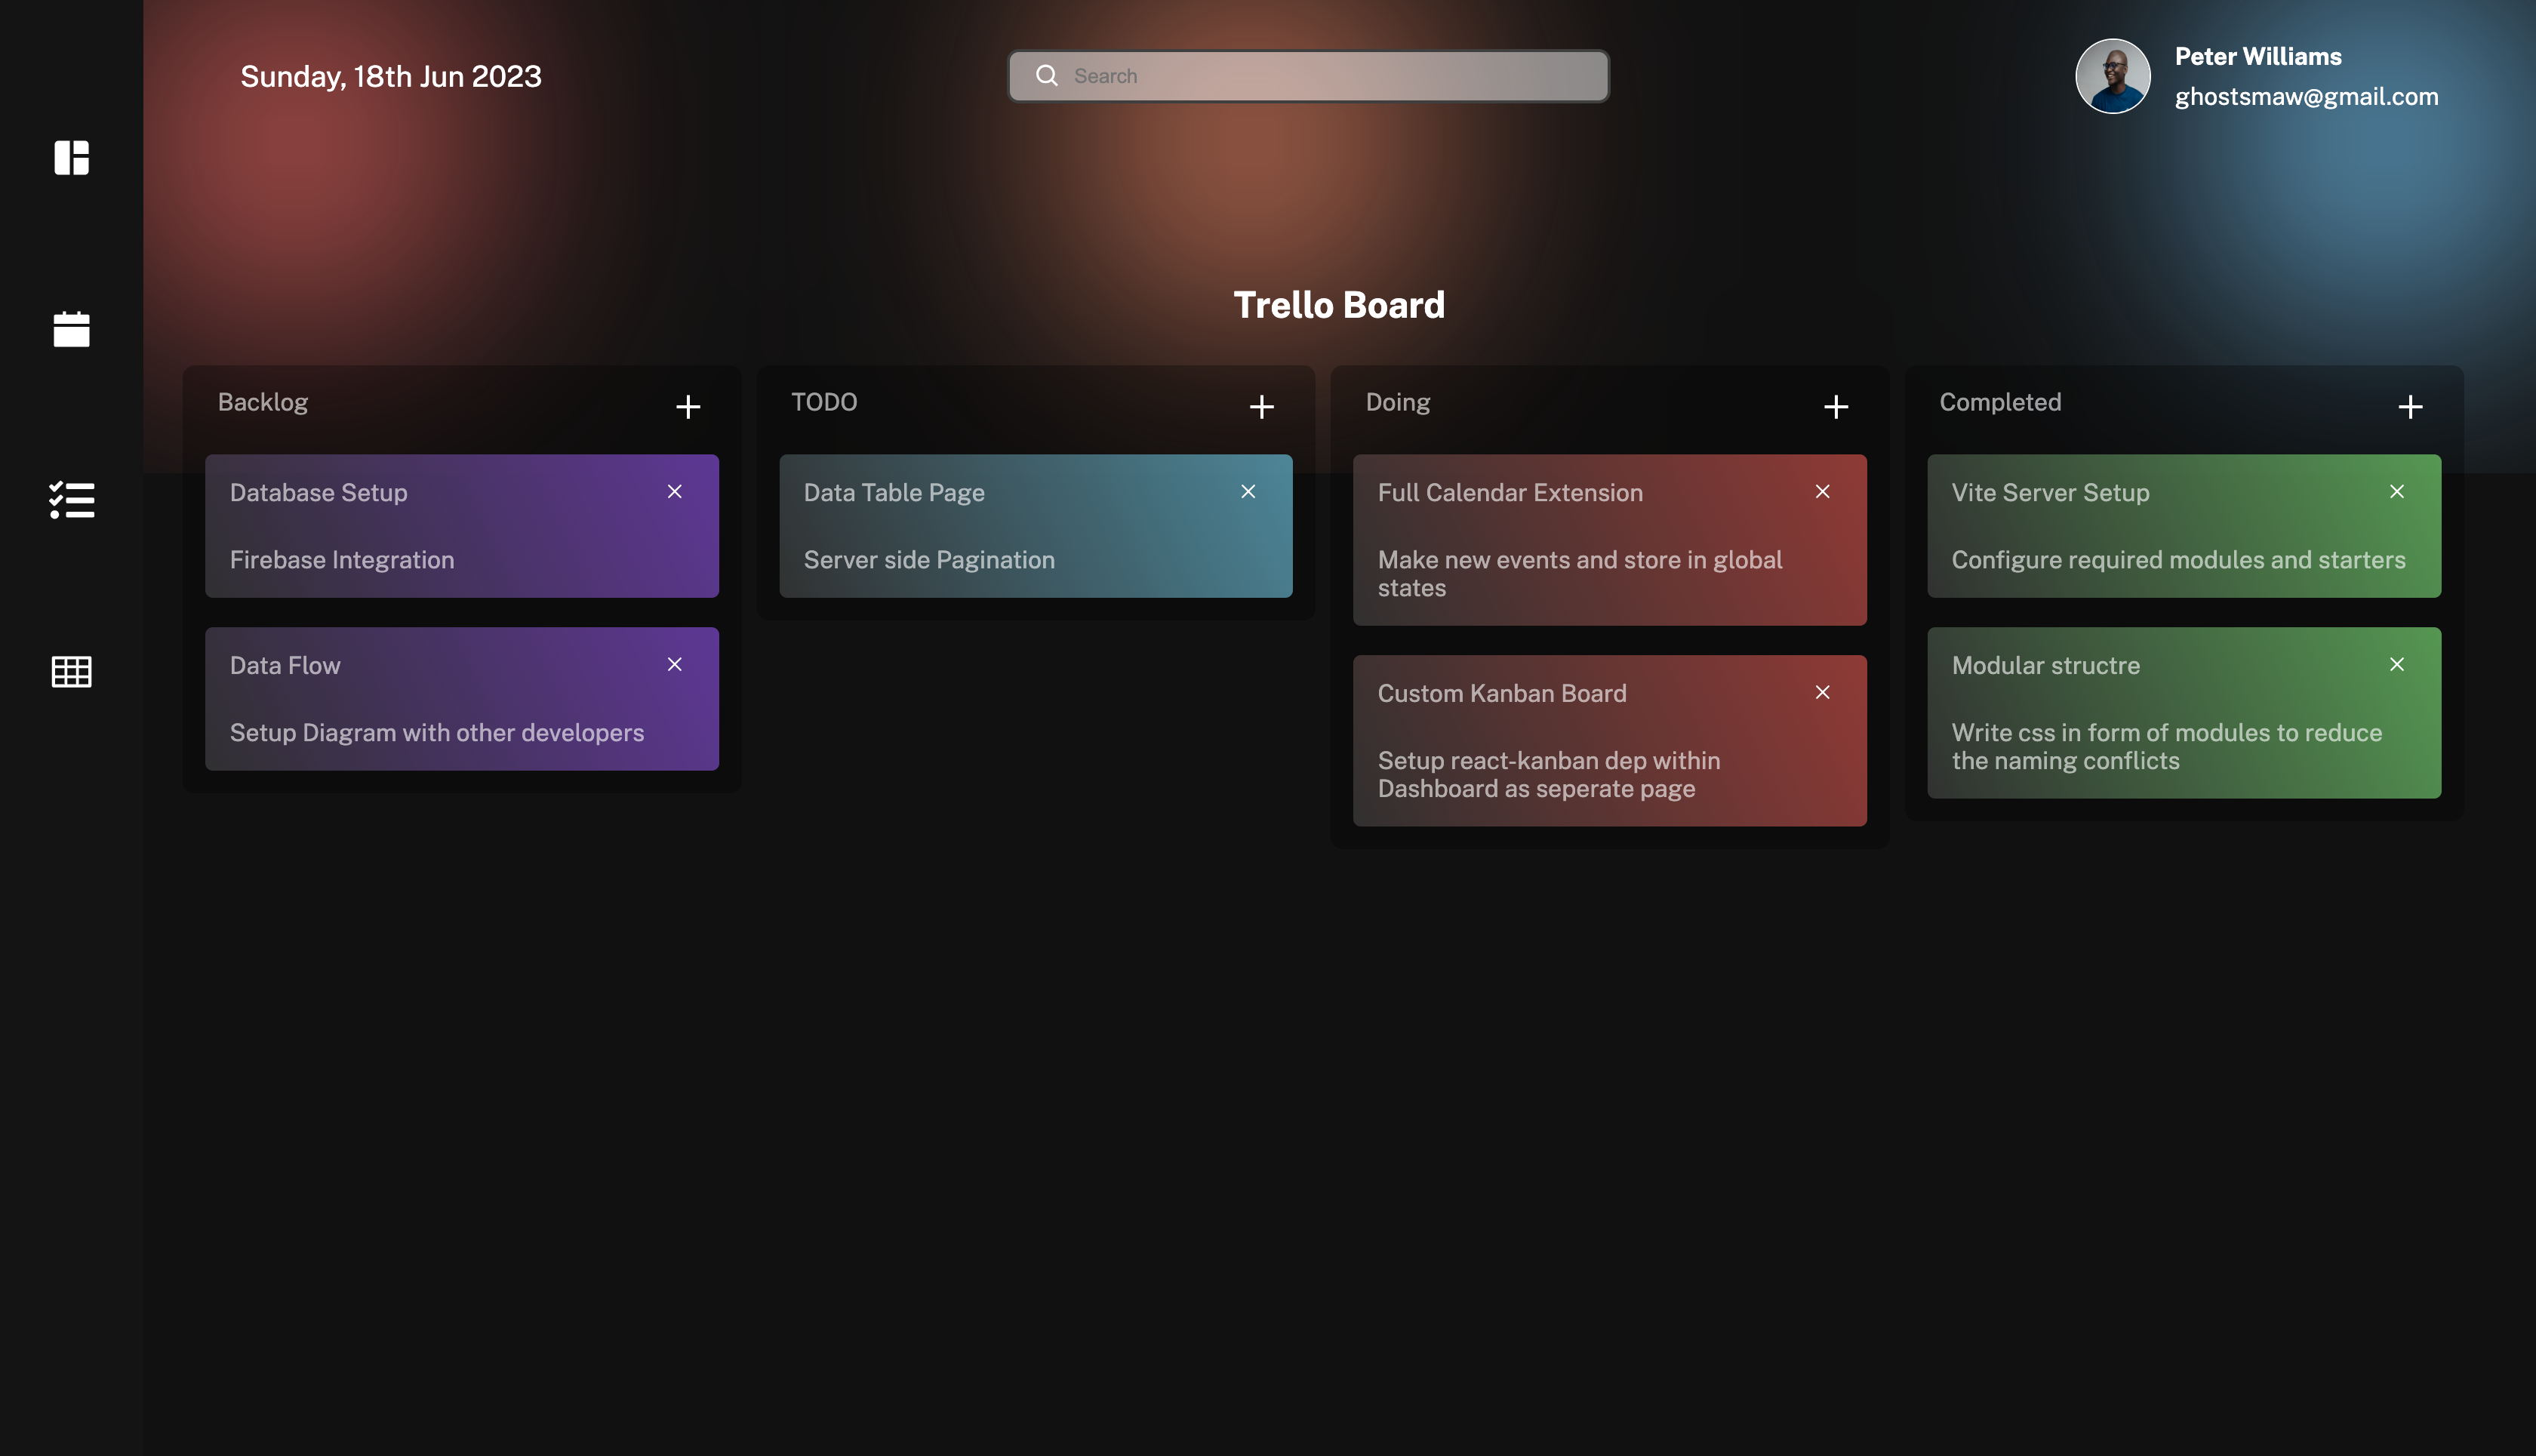 Sunday, 18th Jun 2023
Search
Peter Williams
ghostsmaw@gmail.com
Trello Board
Backlog
Database Setup
Firebase Integration
Data Flow
Setup Diagram with other developers
TODO
Data Table Page
Server side Pagination
Doing
Full Calendar Extension
Make new events and store in global
states
Custom Kanban Board
Setup react-kanban dep within
Dashboard as seperate page
Completed
Vite Server Setup
Configure required modules and starters
Modular structre
Write css in form of modules to reduce
the naming conflicts